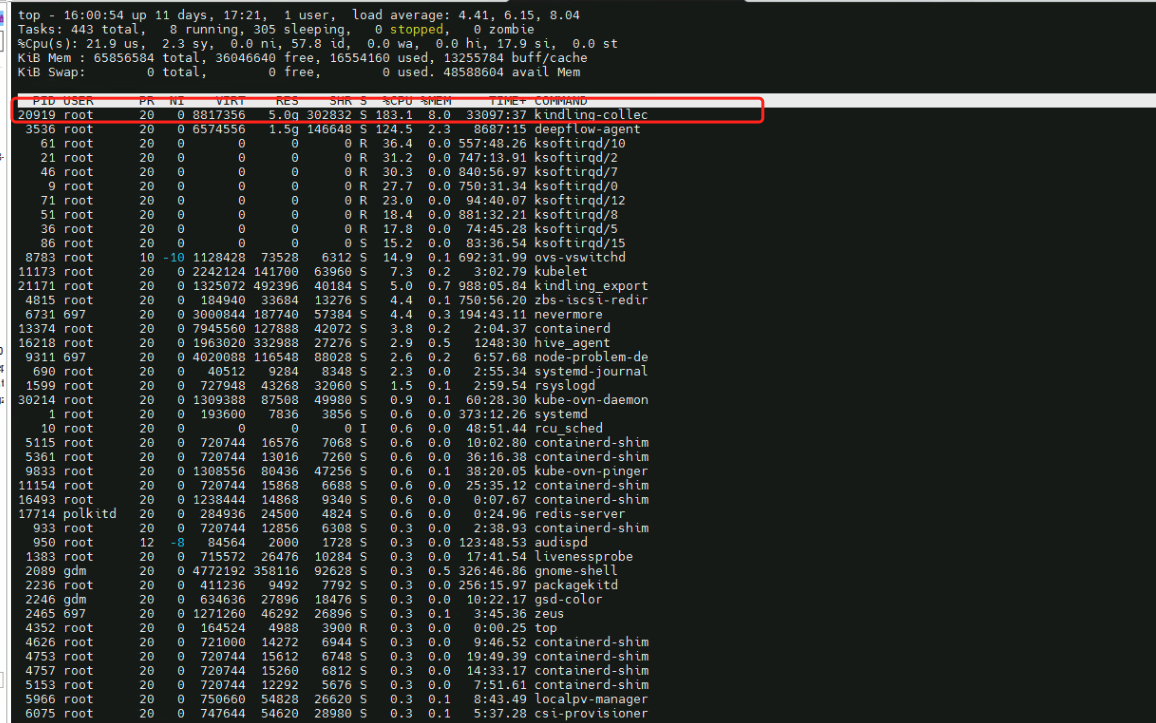 top - 16:00:54 up 11 days, 17:21,  1 user,  load average: 4.41, 6.15, 8.04
Tasks: 443 total,   8 running, 305 sleeping,   0 stopped,   0 zombie
%Cpu(s): 21.9 us,  2.3 sy,  0.0 ni, 57.8 id,  0.0 wa,  0.0 hi, 17.9 si,  0.0 st
KiB Mem : 65856584 total, 36046640 free, 16554160 used, 13255784 buff/cache
KiB Swap:        0 total,        0 free,        0 used. 48588604 avail Mem
PID USER PR NI VIRT RES SHR S %CPU %MEM TIME+ COMMAND
20919 root 20 0 8817356 5.0g 302832 S 183.1 8.0 33097:37 kindling-collec
3536 root 20 0 6574556 1.5g 146648 S 124.5 2.3 8687:15 deepflow-agent
61 root 20 0 0 0 0 R 36.4 0.0 557:48.26 ksoftirqd/10
21 root 20 0 0 0 0 R 31.2 0.0 747:13.91 ksoftirqd/2
46 root 20 0 0 0 0 R 30.3 0.0 840:56.97 ksoftirqd/7
9 root 20 0 0 0 0 R 27.7 0.0 750:31.34 ksoftirqd/0
71 root 20 0 0 0 0 R 23.0 0.0 94:40.07 ksoftirqd/12
51 root 20 0 0 0 0 R 18.4 0.0 881:32.21 ksoftirqd/8
36 root 20 0 0 0 0 R 17.8 0.0 74:45.28 ksoftirqd/5
86 root 20 0 0 0 0 S 15.2 0.0 83:36.54 ksoftirqd/15
8783 root 10 -10 1128428 73528 6312 S 14.9 0.1 692:31.99 ovs-vswitchd
11173 root 20 0 2242124 141700 63960 S 7.3 0.2 3:02.79 kubelet
21171 root 20 0 1325072 492396 40184 S 5.0 0.7 988:05.84 kindling_export
4815 root 20 0 184940 33684 13276 S 4.4 0.1 750:56.20 zbs-iscsi-redir
6731 697 20 0 3000844 187740 57384 S 4.4 0.3 194:43.11 nevermore
13374 root 20 0 7945560 127888 42072 S 3.8 0.2 2:04.37 containerd
16218 root 20 0 1963020 332988 27276 S 2.9 0.5 1248:30 hive_agent
9311 697 20 0 4020088 116548 88028 S 2.6 0.2 6:57.68 node-problem-de
690 root 20 0 40512 9284 8348 S 2.3 0.0 2:55.34 systemd-journal
1599 root 20 0 727948 43268 32060 S 1.5 0.1 2:59.54 rsyslogd
30214 root 20 0 1309388 87508 49980 S 0.9 0.1 60:28.30 kube-ovn-daemon
1 root 20 0 193600 7836 3856 S 0.6 0.0 373:12.26 systemd
10 root 20 0 0 0 0 I 0.6 0.0 48:51.44 rcu_sched
5115 root 20 0 720744 16576 7068 S 0.6 0.0 10:02.80 containerd-shim
5361 root 20 0 720744 13016 7260 S 0.6 0.0 36:16.38 containerd-shim
9833 root 20 0 1308556 80436 47256 S 0.6 0.1 38:20.05 kube-ovn-pinger
11154 root 20 0 720744 15868 6688 S 0.6 0.0 25:35.12 containerd-shim
16493 root 20 0 1238444 14868 9340 S 0.6 0.0 0:07.67 containerd-shim
17714 polkitd 20 0 284936 24500 4824 S 0.6 0.0 0:24.96 redis-server
933 root 20 0 720744 12856 6308 S 0.3 0.0 2:38.93 containerd-shim
950 root 12 -8 84564 2000 1728 S 0.3 0.0 123:48.53 audispd
1383 root 20 0 715572 26476 10284 S 0.3 0.0 17:41.54 livenessprobe
2089 gdm 20 0 4772192 358116 92628 S 0.3 0.5 326:46.86 gnome-shell
2236 root 20 0 411236 9492 7792 S 0.3 0.0 256:15.97 packagekitd
2246 gdm 20 0 634636 27896 18476 S 0.3 0.0 10:22.17 gsd-color
2465 697 20 0 1271260 46292 26896 S 0.3 0.1 3:45.36 zeus
4352 root 20 0 164524 4988 3900 R 0.3 0.0 0:00.25 top
4626 root 20 0 721000 14272 6944 S 0.3 0.0 9:46.52 containerd-shim
4753 root 20 0 720744 15612 6748 S 0.3 0.0 19:49.39 containerd-shim
4757 root 20 0 720744 15260 6812 S 0.3 0.0 14:33.17 containerd-shim
5153 root 20 0 720744 12292 5676 S 0.3 0.0 7:51.61 containerd-shim
5966 root 20 0 750660 54828 26620 S 0.3 0.1 8:43.49 localpv-manager
6075 root 20 0 747644 54620 28980 S 0.3 0.1 5:37.28 csi-provisioner